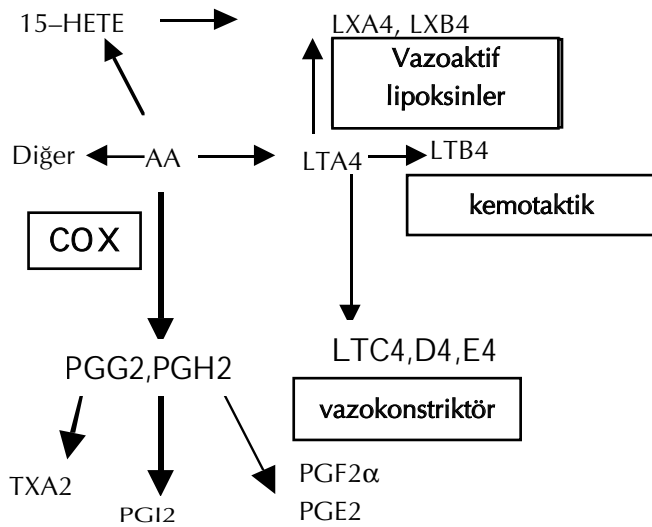 15–HETE
LXA4, LXB4
Vazoaktif
lipoksinler
Diğer
AA
LTA4
LTB4
kemotaktik
COX
PGG2,PGH2
LTC4,D4,E4
vazokonstriktör
TXA2
PGI2
PGF2α
PGE2